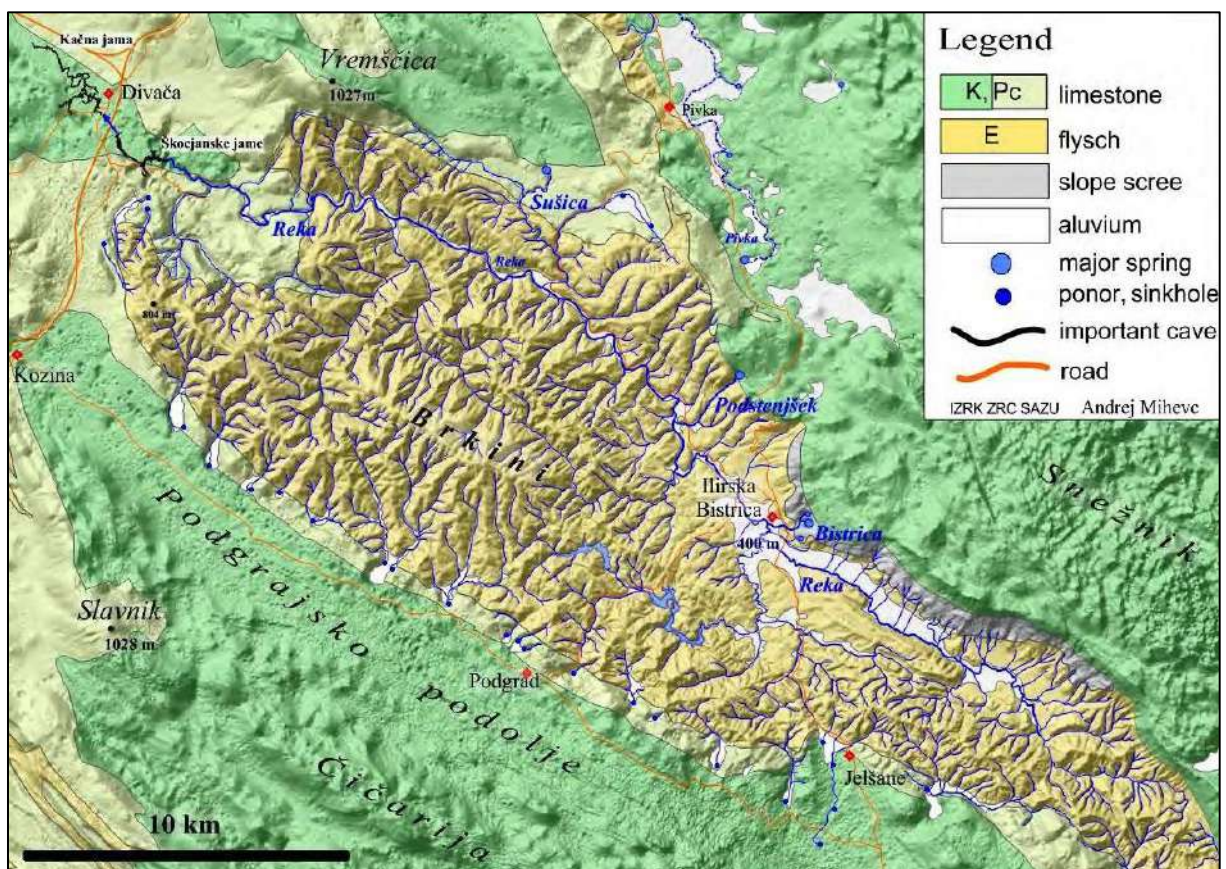 Kačna jama
Divača
Vremščica
1027m
Pivka
Škocjanske jame
Sušica
Reka
Reka
Pivka
804 m
Kozina
Podstenjšek
Brkini
Ilirska
Bistrica
400 m
Bistrica
Reka
Snežnik
Podgrajsko podolje
Slavnik
1028 m
Podgrad
Čičarija
Jelšane
10 km
Legend
K, Pc limestone
E flysch
slope scree
aluvium
major spring
ponor, sinkhole
important cave
road
IZRK ZRC SAZU Andrej Mihevc